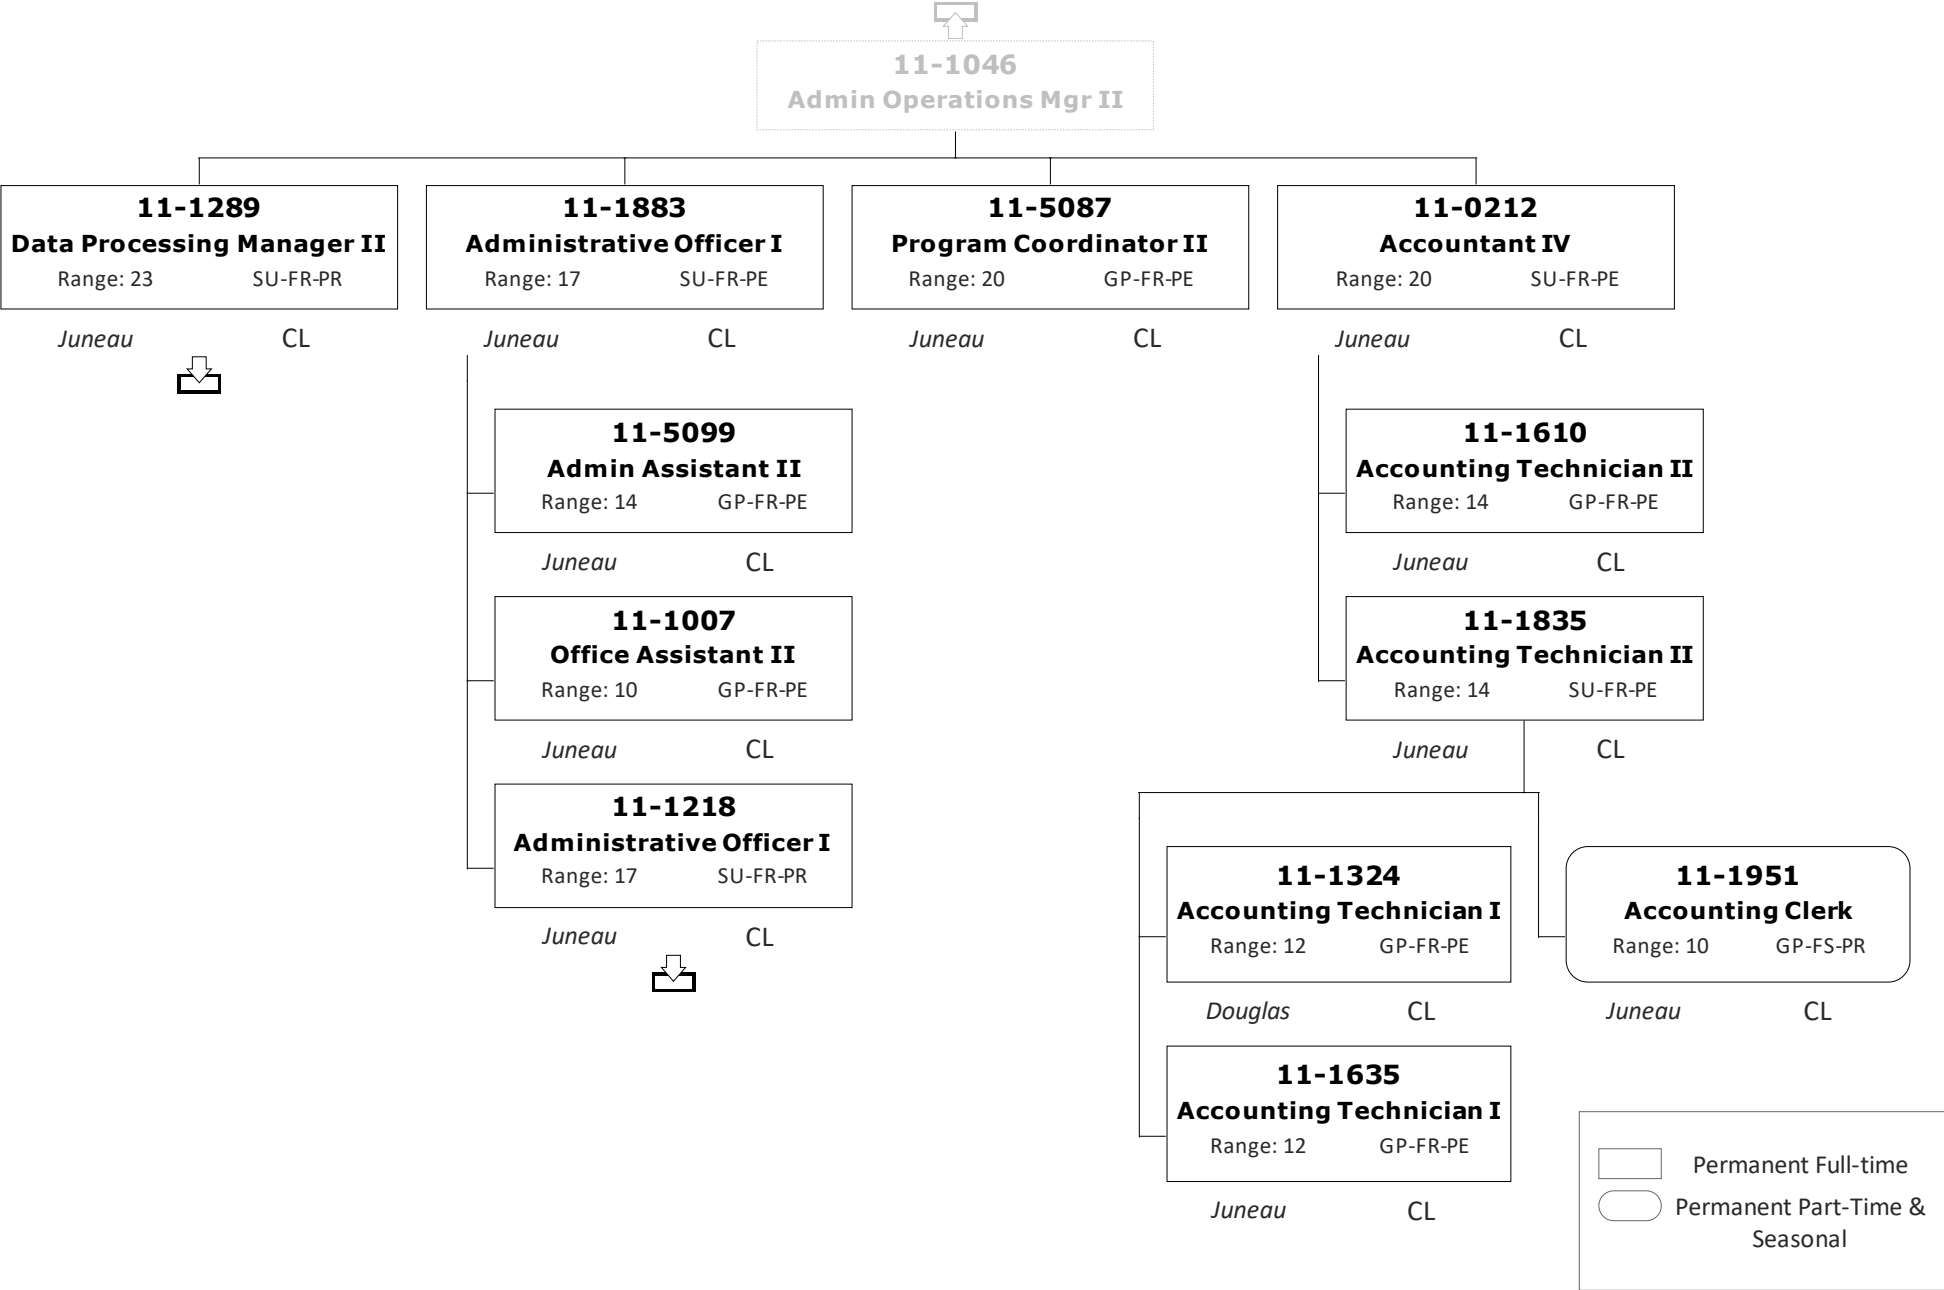 11-1046
Admin Operations Mgr II
11-1289
Data Processing Manager II
Range: 23 SU-FR-PR
Juneau CL
11-1883
Administrative Officer I
Range: 17 SU-FR-PE
Juneau CL
11-5087
Program Coordinator II
Range: 20 GP-FR-PE
Juneau CL
11-0212
Accountant IV
Range: 20 SU-FR-PE
Juneau CL
11-5099
Admin Assistant II
Range: 14 GP-FR-PE
Juneau CL
11-1007
Office Assistant II
Range: 10 GP-FR-PE
Juneau CL
11-1218
Administrative Officer I
Range: 17 SU-FR-PR
Juneau CL
11-1610
Accounting Technician II
Range: 14 GP-FR-PE
Juneau CL
11-1835
Accounting Technician II
Range: 14 SU-FR-PE
Juneau CL
11-1324
Accounting Technician I
Range: 12 GP-FR-PE
Douglas CL
11-1635
Accounting Technician I
Range: 12 GP-FR-PE
Juneau CL
11-1951
Accounting Clerk
Range: 10 GP-FS-PR
Juneau CL
Permanent Full-time
Permanent Part-Time &
Seasonal